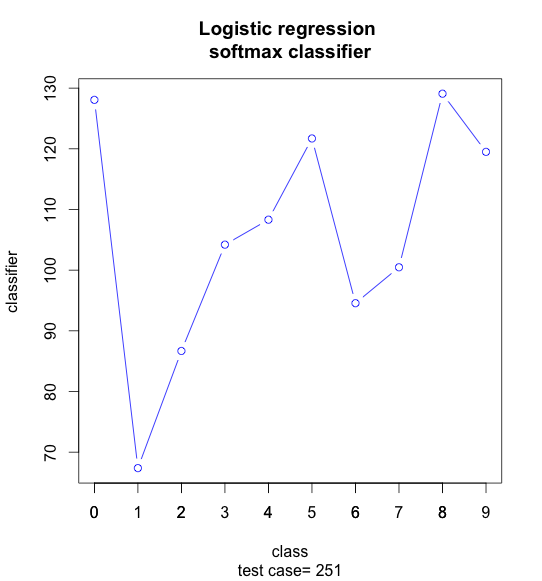 Logistic regression
softmax classifier
130
120
110
100
90
80
70
classifier
0 1 2 3 4 5 6 7 8 9
class
test case= 251